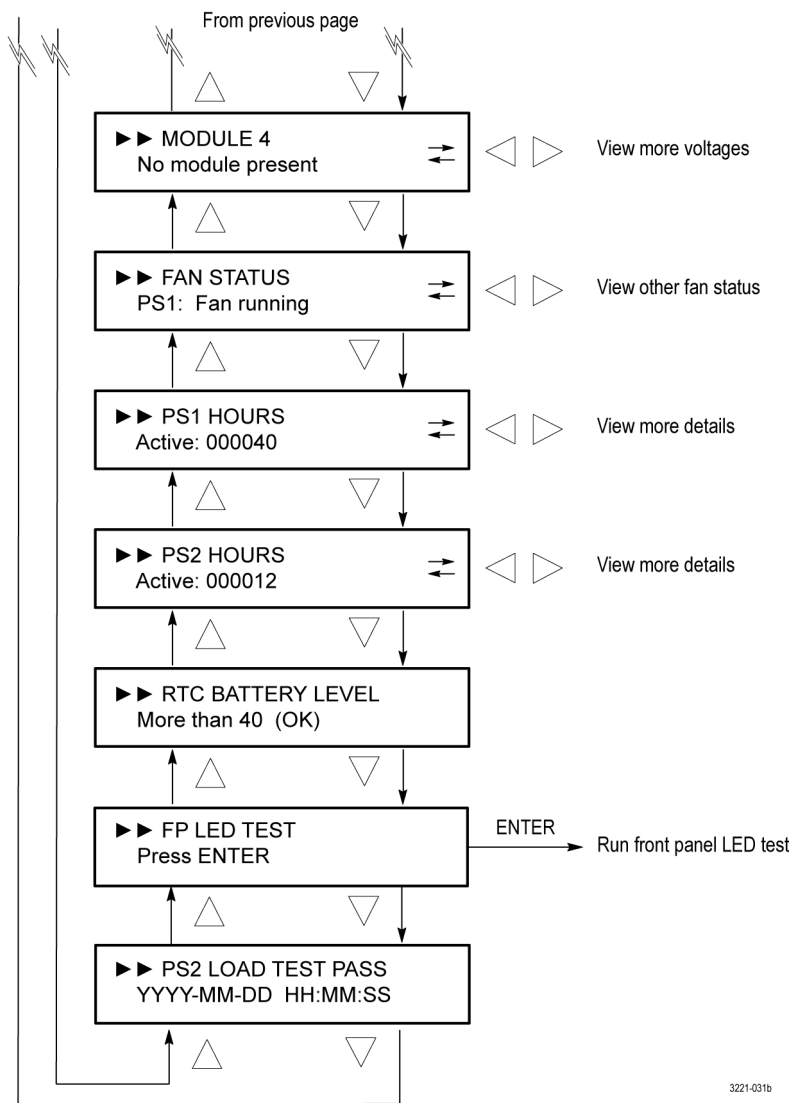 From previous page
►► MODULE 4
No module present
View more voltages
►► FAN STATUS
PS1: Fan running
View other fan status
►► PS1 HOURS
Active: 000040
View more details
►► PS2 HOURS
Active: 000012
View more details
►► RTC BATTERY LEVEL
More than 40 (OK)
►► FP LED TEST
Press ENTER
ENTER
Run front panel LED test
►► PS2 LOAD TEST PASS
YYYY-MM-DD HH:MM:SS
3221-031b